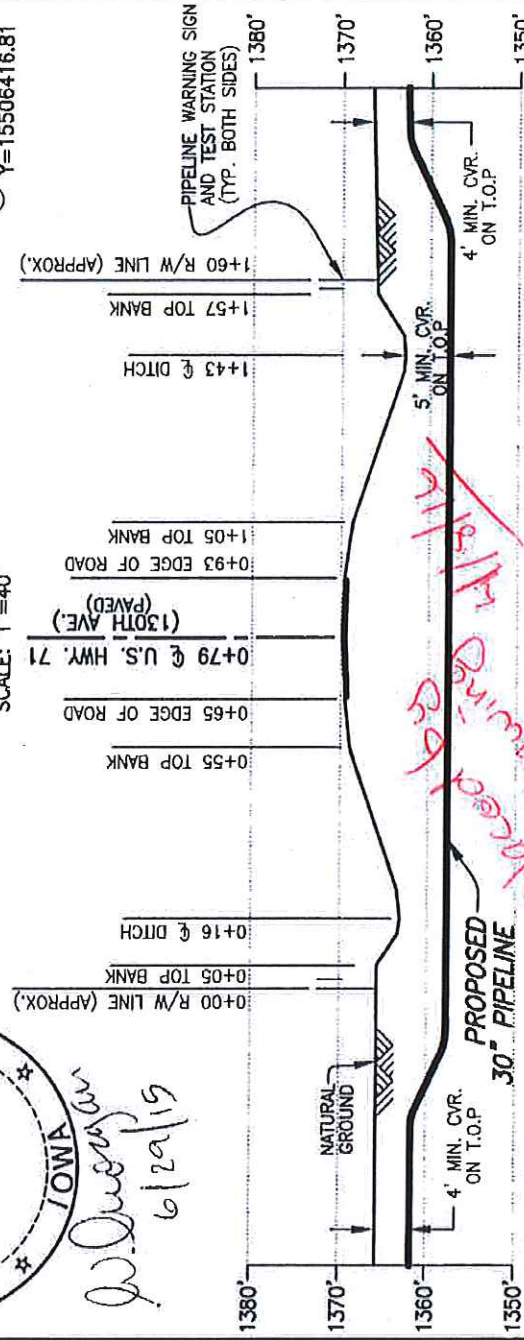 Y=15506416.81
SCALE: 1"=40'
IOWA
6/29/15
1380'
1370'
1360'
1350'
NATURAL
GROUND
4' MIN. CVR.
ON T.O.P
0+00 R/W LINE (APPROX.)
0+05 TOP BANK
0+16 ℄ DITCH
0+55 TOP BANK
0+65 EDGE OF ROAD
0+79 ℄ U.S. HWY. 71
(130TH AVE.)
(PAVED)
0+93 EDGE OF ROAD
1+05 TOP BANK
1+43 ℄ DITCH
1+57 TOP BANK
1+60 R/W LINE (APPROX.)
PIPELINE WARNING SIGN
AND TEST STATION
(TYP. BOTH SIDES)
PROPOSED
30" PIPELINE
5' MIN. CVR.
ON T.O.P
4' MIN. CVR.
ON T.O.P
Drawing
1380'
1370'
1360'
1350'